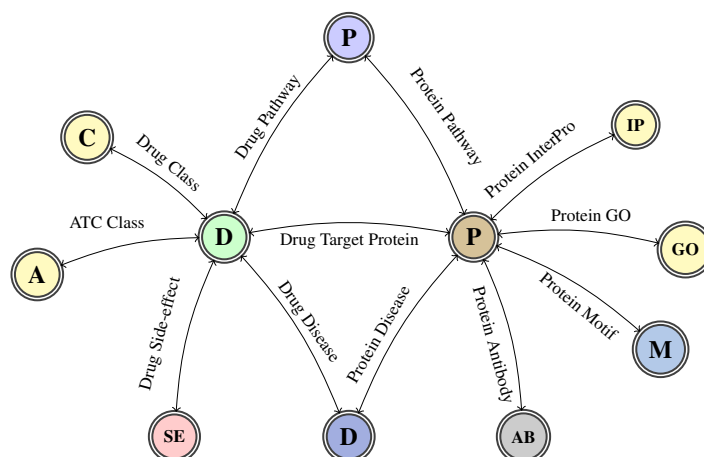 P
Drug Pathway
Protein Pathway
C
IP
Drug Class
Protein InterPro
ATC Class
Protein GO
D
Drug Target Protein
P
A
GO
Drug Side-effect
Drug Disease
Protein Disease
Protein Antibody
Protein Motif
M
SE
D
AB